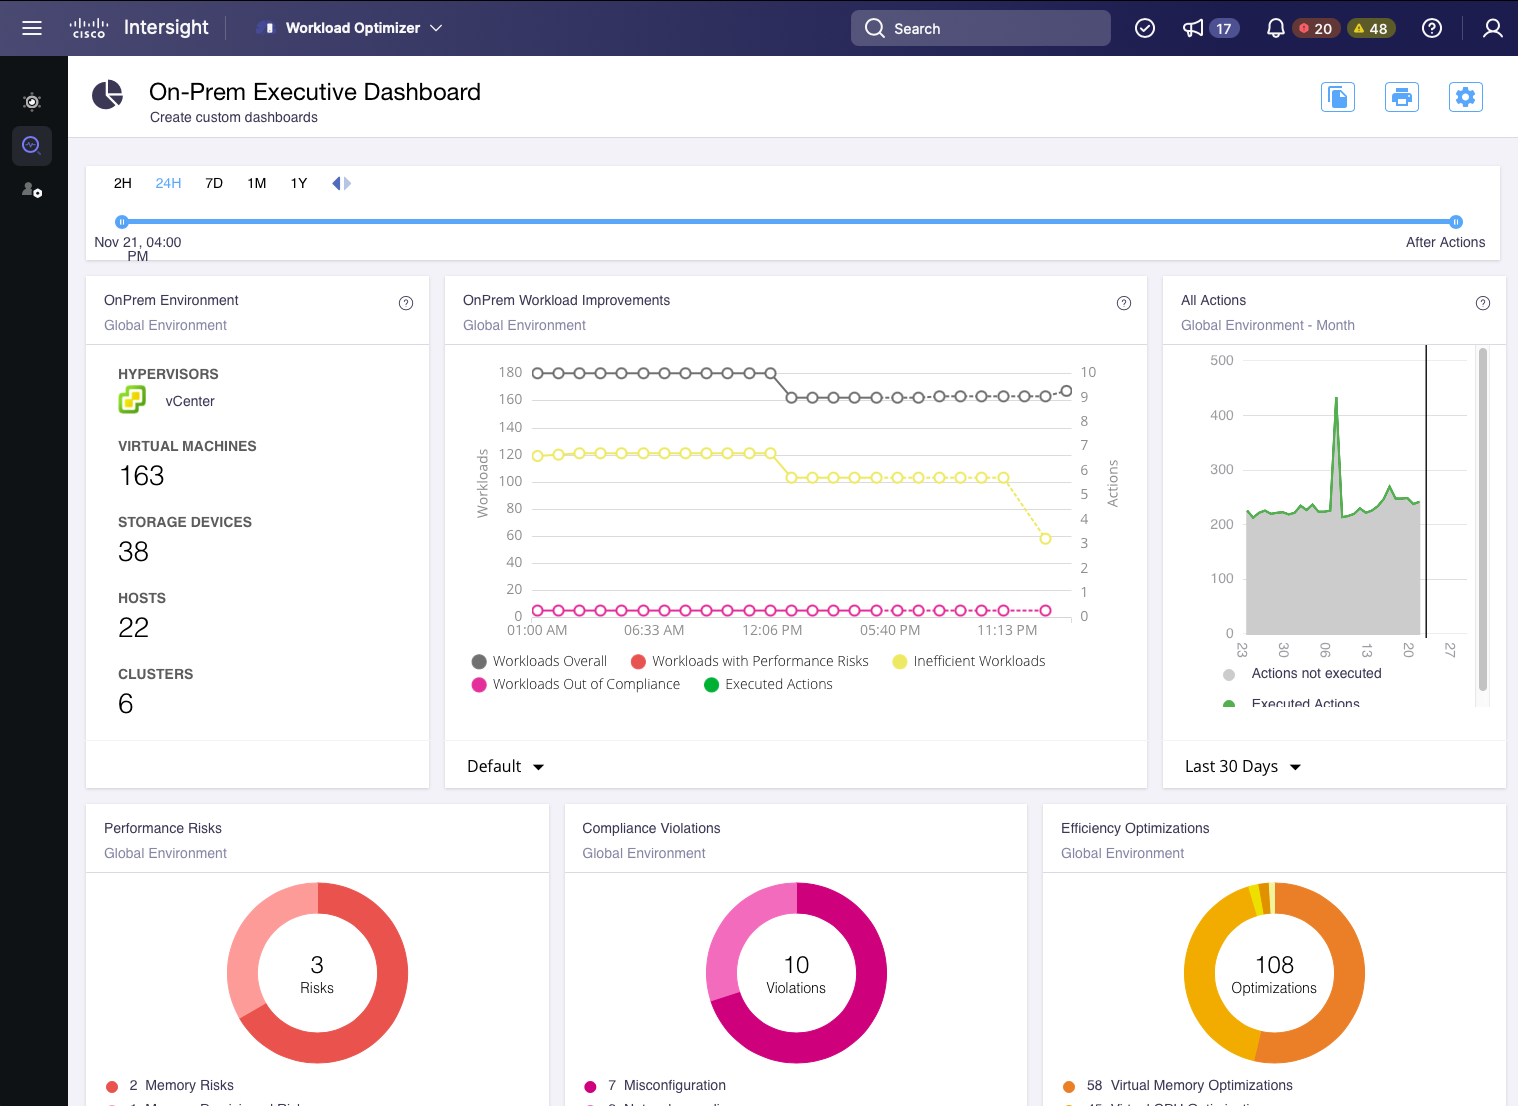 cisco Intersight Workload Optimizer Search 17 20 48
On-Prem Executive Dashboard
Create custom dashboards
2H 24H 7D 1M 1Y
Nov 21, 04:00
PM
After Actions
OnPrem Environment
Global Environment
HYPERVISORS
vCenter
VIRTUAL MACHINES
163
STORAGE DEVICES
38
HOSTS
22
CLUSTERS
6
OnPrem Workload Improvements
Global Environment
180
160
140
120
100
80
60
40
20
0
Workloads
10
9
8
7
6
5
4
3
2
1
0
Actions
01:00 AM 06:33 AM 12:06 PM 05:40 PM 11:13 PM
Workloads Overall Workloads with Performance Risks Inefficient Workloads
Workloads Out of Compliance Executed Actions
Default
All Actions
Global Environment - Month
500
400
300
200
100
0
23 30 06 13 20 27
Actions not executed
Executed Actions
Last 30 Days
Performance Risks
Global Environment
3
Risks
2 Memory Risks
Compliance Violations
Global Environment
10
Violations
7 Misconfiguration
Efficiency Optimizations
Global Environment
108
Optimizations
58 Virtual Memory Optimizations